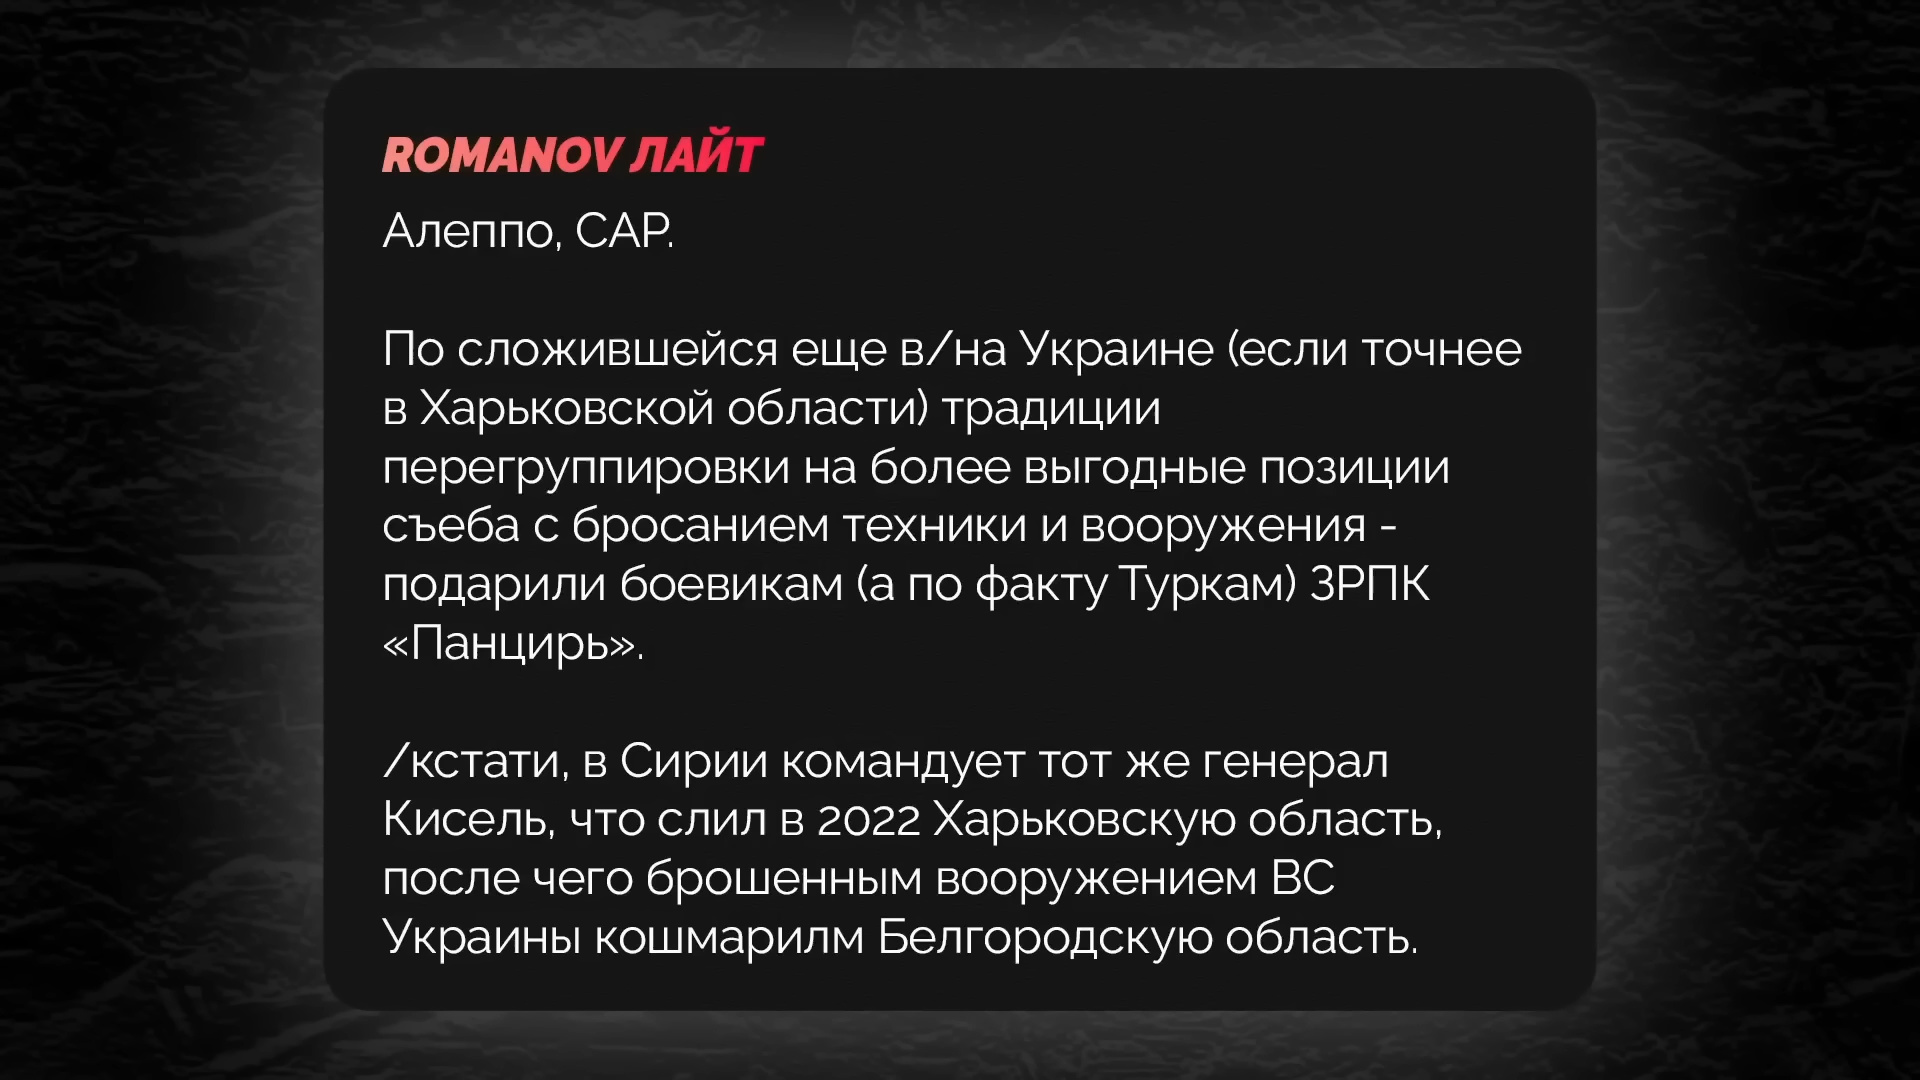 ROMANOV ЛАЙТ
Алеппо, САР.
По сложившейся еще в/на Украине (если точнее
в Харьковской области) традиции
перегруппировки на более выгодные позиции
съеба с бросанием техники и вооружения -
подарили боевикам (а по факту Туркам) ЗРПК
«Панцирь».
/кстати, в Сирии командует тот же генерал
Кисель, что слил в 2022 Харьковскую область,
после чего брошенным вооружением ВС
Украины кошмарилм Белгородскую область.